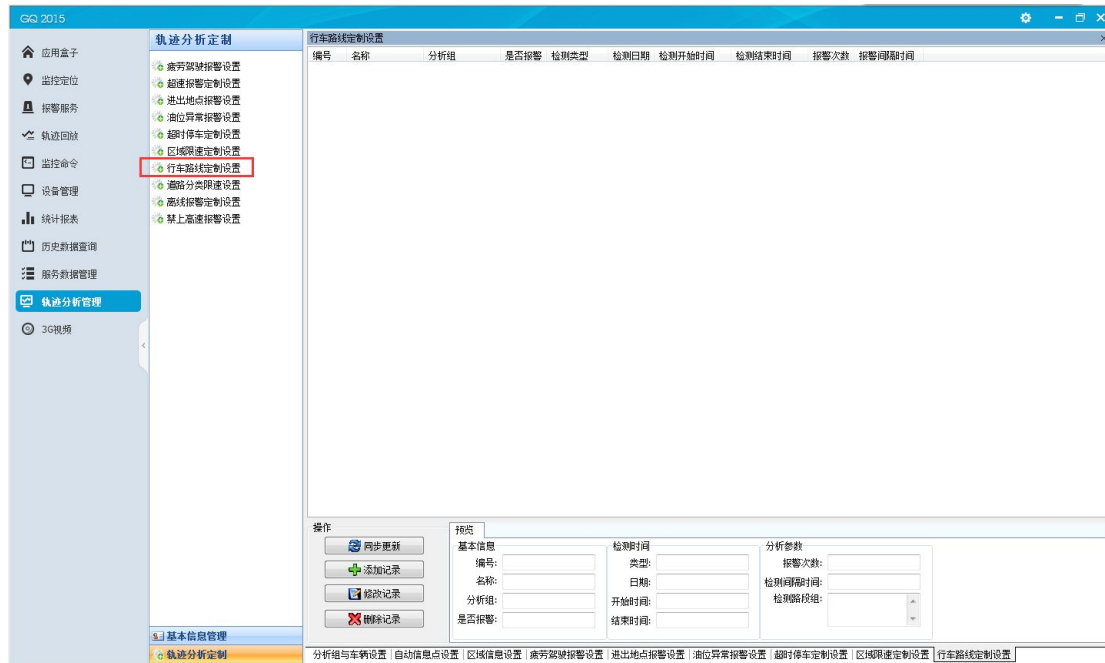 GQ 2015
应用盒子
监控定位
报警服务
轨迹回放
监控命令
设备管理
统计报表
历史数据查询
服务数据管理
轨迹分析管理
3G视频
轨迹分析定制
疲劳驾驶报警设置
超速报警定制设置
进出地点报警设置
油位异常报警设置
超时停车定制设置
区域限速定制设置
行车路线定制设置
道路分类限速设置
离线报警定制设置
禁上高速报警设置
基本信息管理
轨迹分析定制
行车路线定制设置
编号 名称 分析组 是否报警 检测类型 检测日期 检测开始时间 检测结束时间 报警次数 报警间隔时间
操作
同步更新
添加记录
修改记录
删除记录
预览
基本信息
编号:
名称:
分析组:
是否报警:
检测时间
类型:
日期:
开始时间:
结束时间:
分析参数
报警次数:
检测间隔时间:
检测路段组:
分析组与车辆设置 自动信息点设置 区域信息设置 疲劳驾驶报警设置 进出地点报警设置 油位异常报警设置 超时停车定制设置 区域限速定制设置 行车路线定制设置